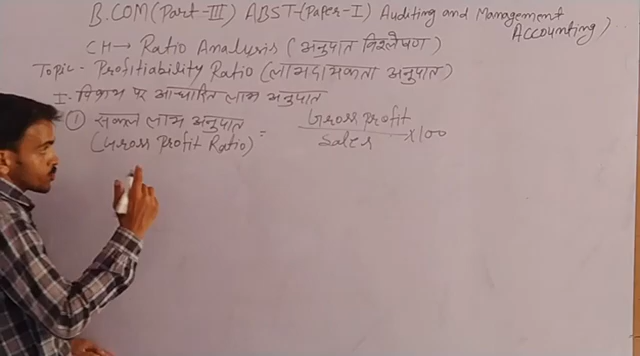 B.COM (Part-III) ABST-(Paper-I) Auditing and Management Accounting)
CH→ Ratio Analysis (अनुपात विश्लेषण)
Topic- Profitiability Ratio (लाभदायकता अनुपात)
I- विक्रय पर आधारित लाभ अनुपात
① सकल लाभ अनुपात = Gross profit
(Gross Profit Ratio) Sales ×100